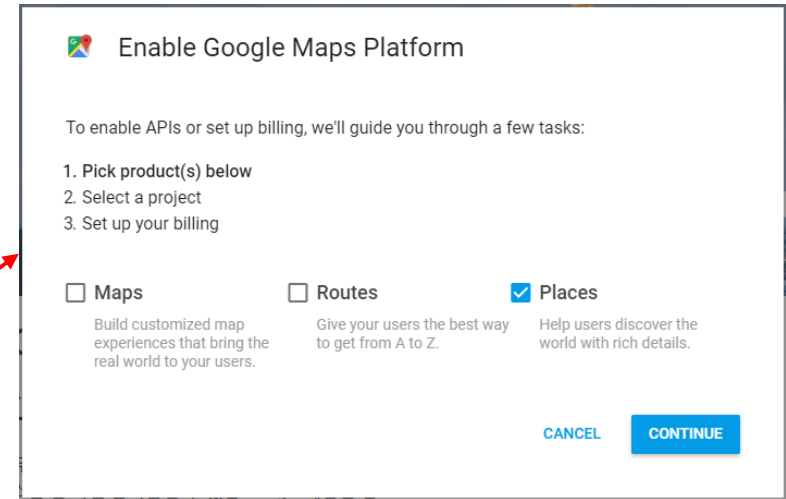 Enable Google Maps Platform
To enable APIs or set up billing, we'll guide you through a few tasks:
1. Pick product(s) below
2. Select a project
3. Set up your billing
Maps
Routes
Places
Build customized map
experiences that bring the
real world to your users.
Give your users the best way
to get from A to Z.
Help users discover the
world with rich details.
CANCEL
CONTINUE